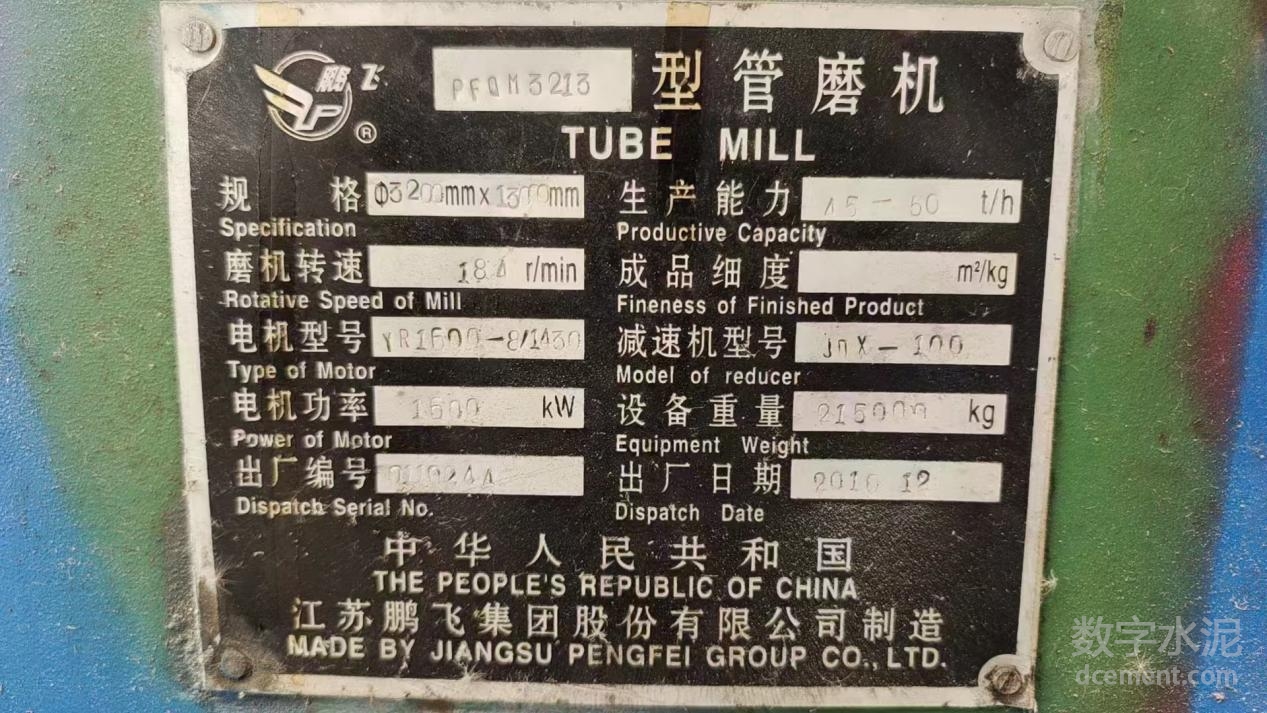 鹏飞 ®
PFQM3213 型管磨机
TUBE MILL
规格 Φ3200mmx13000mm 生产能力 45-60 t/h
Specification Productive Capacity
磨机转速 18.4 r/min 成品细度 m²/kg
Rotative Speed of Mill Fineness of Finished Product
电机型号 YR1600-8/1430 减速机型号 JQX-100
Type of Motor Model of reducer
电机功率 1600 kW 设备重量 215000 kg
Power of Motor Equipment Weight
出厂编号 出厂日期 2016 12
Dispatch Serial No. Dispatch Date
中华人民共和国
THE PEOPLE'S REPUBLIC OF CHINA
江苏鹏飞集团股份有限公司制造
MADE BY JIANGSU PENGFEI GROUP CO., LTD.
数字水泥
dcement.com